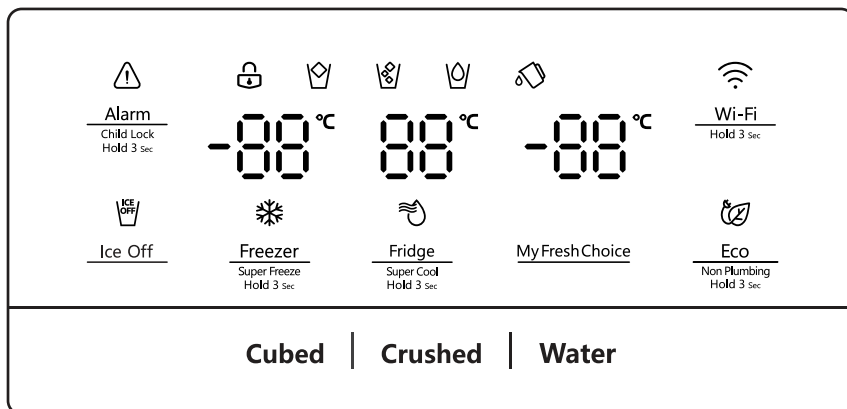 Alarm
Child Lock
Hold 3 Sec
-88 °C
88 °C
-88 °C
Wi-Fi
Hold 3 Sec
ICE
OFF
Ice Off
Freezer
Super Freeze
Hold 3 Sec
Fridge
Super Cool
Hold 3 Sec
My Fresh Choice
Eco
Non Plumbing
Hold 3 Sec
Cubed | Crushed | Water